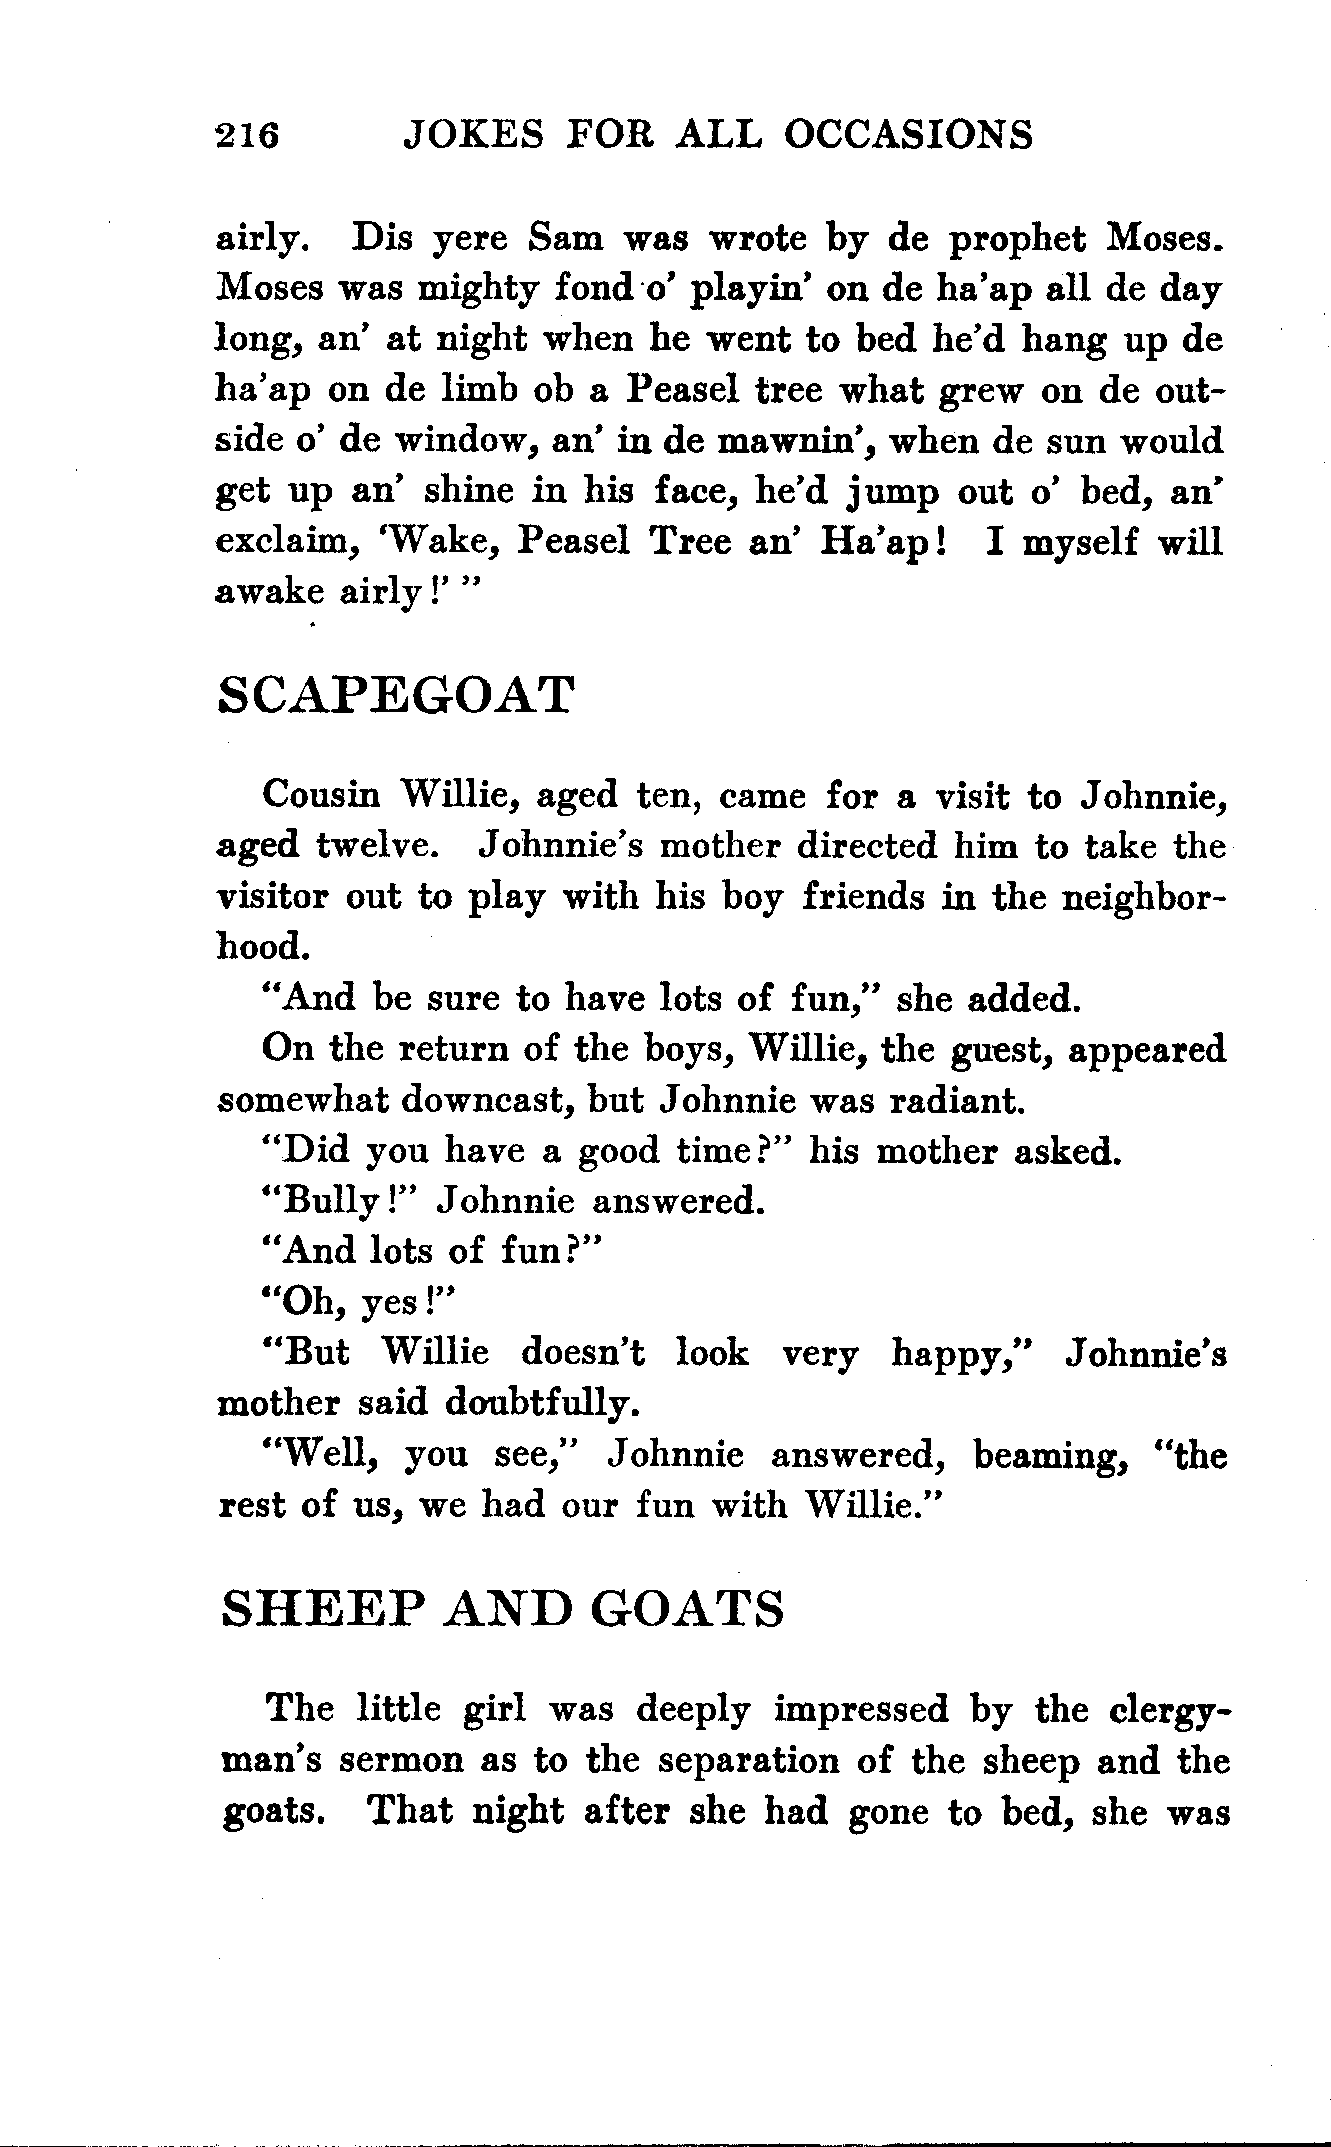 216 JOKES FOR ALL OCCASIONS
airly. Dis yere Sam was wrote by de prophet Moses.
Moses was mighty fond o' playin' on de ha'ap all de day
long, an' at night when he went to bed he'd hang up de
ha'ap on de limb ob a Peasel tree what grew on de out-
side o' de window, an' in de mawnin', when de sun would
get up an' shine in his face, he'd jump out o' bed, an'
exclaim, 'Wake, Peasel Tree an' Ha'ap! I myself will
awake airly!' "
SCAPEGOAT
Cousin Willie, aged ten, came for a visit to Johnnie,
aged twelve. Johnnie's mother directed him to take the
visitor out to play with his boy friends in the neighbor-
hood.
"And be sure to have lots of fun," she added.
On the return of the boys, Willie, the guest, appeared
somewhat downcast, but Johnnie was radiant.
"Did you have a good time?" his mother asked.
"Bully!" Johnnie answered.
"And lots of fun?"
"Oh, yes!"
"But Willie doesn't look very happy," Johnnie's
mother said doubtfully.
"Well, you see," Johnnie answered, beaming, "the
rest of us, we had our fun with Willie."
SHEEP AND GOATS
The little girl was deeply impressed by the clergy-
man's sermon as to the separation of the sheep and the
goats. That night after she had gone to bed, she was